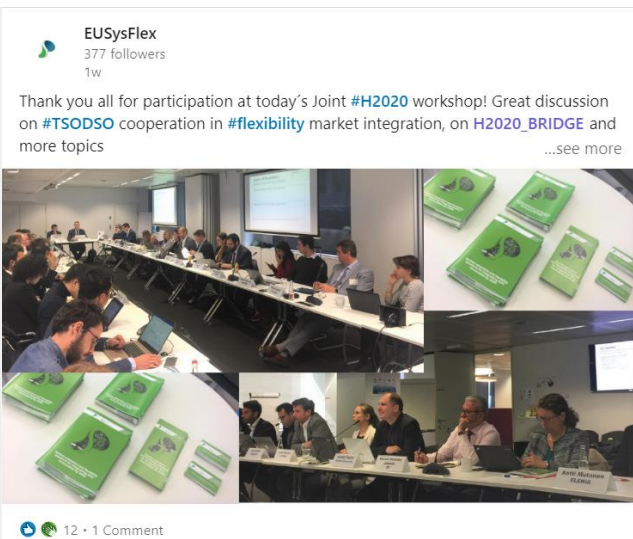 EUSysFlex
377 followers
1w
Thank you all for participation at today´s Joint #H2020 workshop! Great discussion
on #TSODSO cooperation in #flexibility market integration, on H2020_BRIDGE and
more topics ...see more
Antti Mutanen
ELENIA
12 • 1 Comment